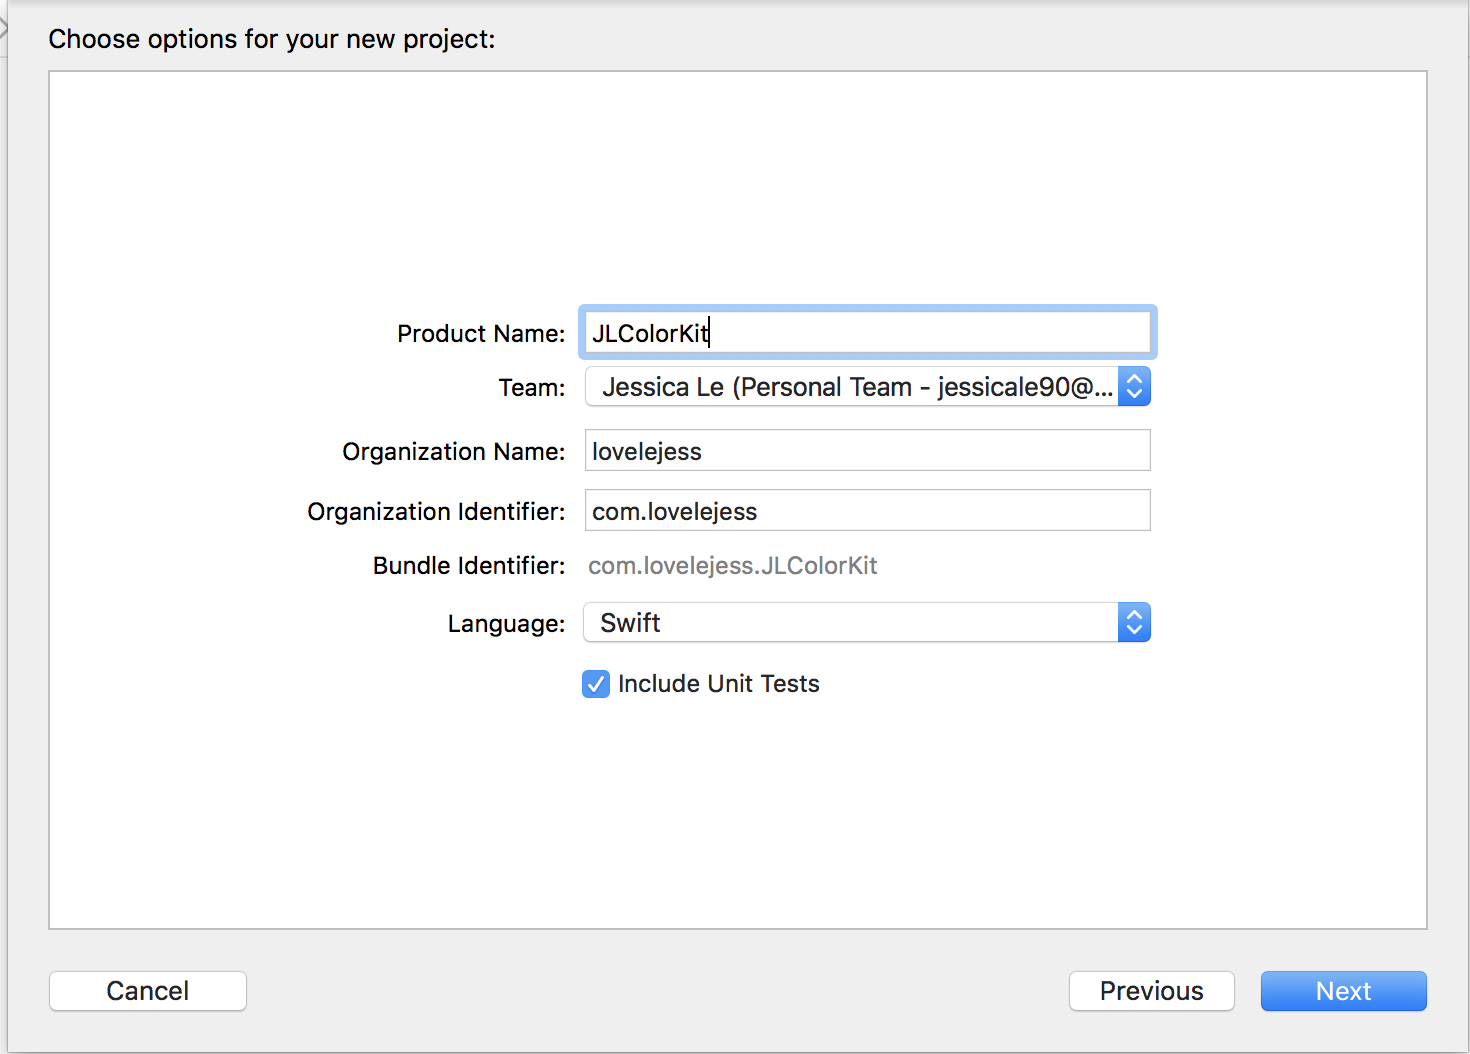 Choose options for your new project:
Product Name: JLColorKit
Team: Jessica Le (Personal Team - jessicale90@...
Organization Name: lovelejess
Organization Identifier: com.lovelejess
Bundle Identifier: com.lovelejess.JLColorKit
Language: Swift
Include Unit Tests
Cancel Previous Next